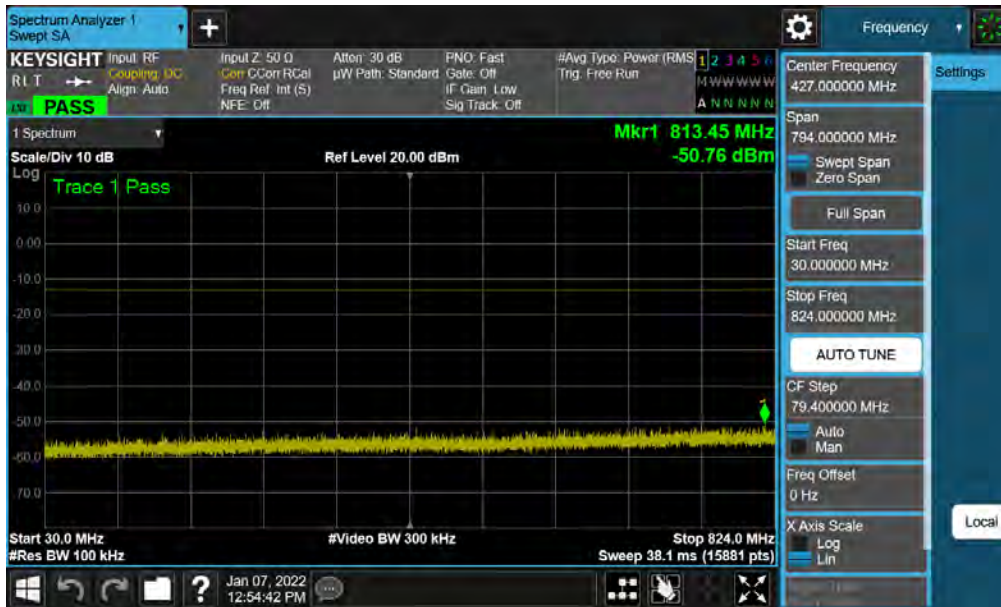 Spectrum Analyzer 1
Swept SA
+
Frequency
KEYSIGHT
RLT
PASS
Input: RF
Coupling: DC
Align: Auto
Input Z: 50 Ω
Corr CCorr RCal
Freq Ref: Int (S)
NFE: Off
Atten: 30 dB
µW Path: Standard
PNO: Fast
Gate: Off
IF Gain: Low
Sig Track: Off
#Avg Type: Power (RMS
Trig: Free Run
1 2 3 4 5 6
M W W W W W
A N N N N N
1 Spectrum
Scale/Div 10 dB
Ref Level 20.00 dBm
Mkr1 813.45 MHz
-50.76 dBm
Log
Trace 1 Pass
10.0
0.00
-10.0
-20.0
-30.0
-40.0
-50.0
-60.0
-70.0
1
Start 30.0 MHz
#Video BW 300 kHz
Stop 824.0 MHz
#Res BW 100 kHz
Sweep 38.1 ms (15881 pts)
?
Jan 07, 2022
12:54:42 PM
Center Frequency
427.000000 MHz
Settings
Span
794.000000 MHz
Swept Span
Zero Span
Full Span
Start Freq
30.000000 MHz
Stop Freq
824.000000 MHz
AUTO TUNE
CF Step
79.400000 MHz
Auto
Man
Freq Offset
0 Hz
X Axis Scale
Log
Lin
Local